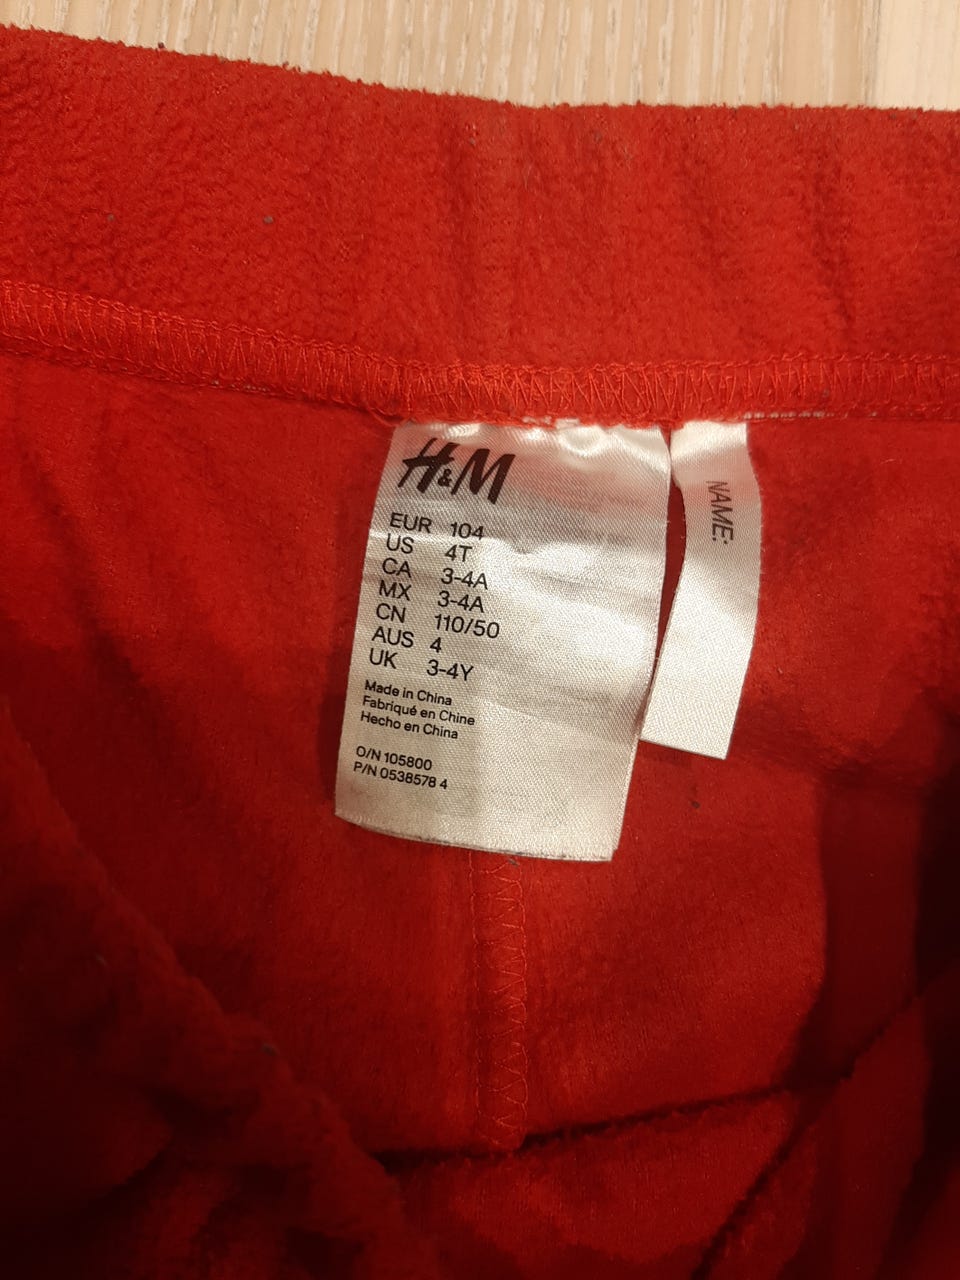 H&M
EUR 104
US 4T
CA 3-4A
MX 3-4A
CN 110/50
AUS 4
UK 3-4Y
Made in China
Fabriqué en Chine
Hecho en China
O/N 105800
P/N 0538578 4
NAME: